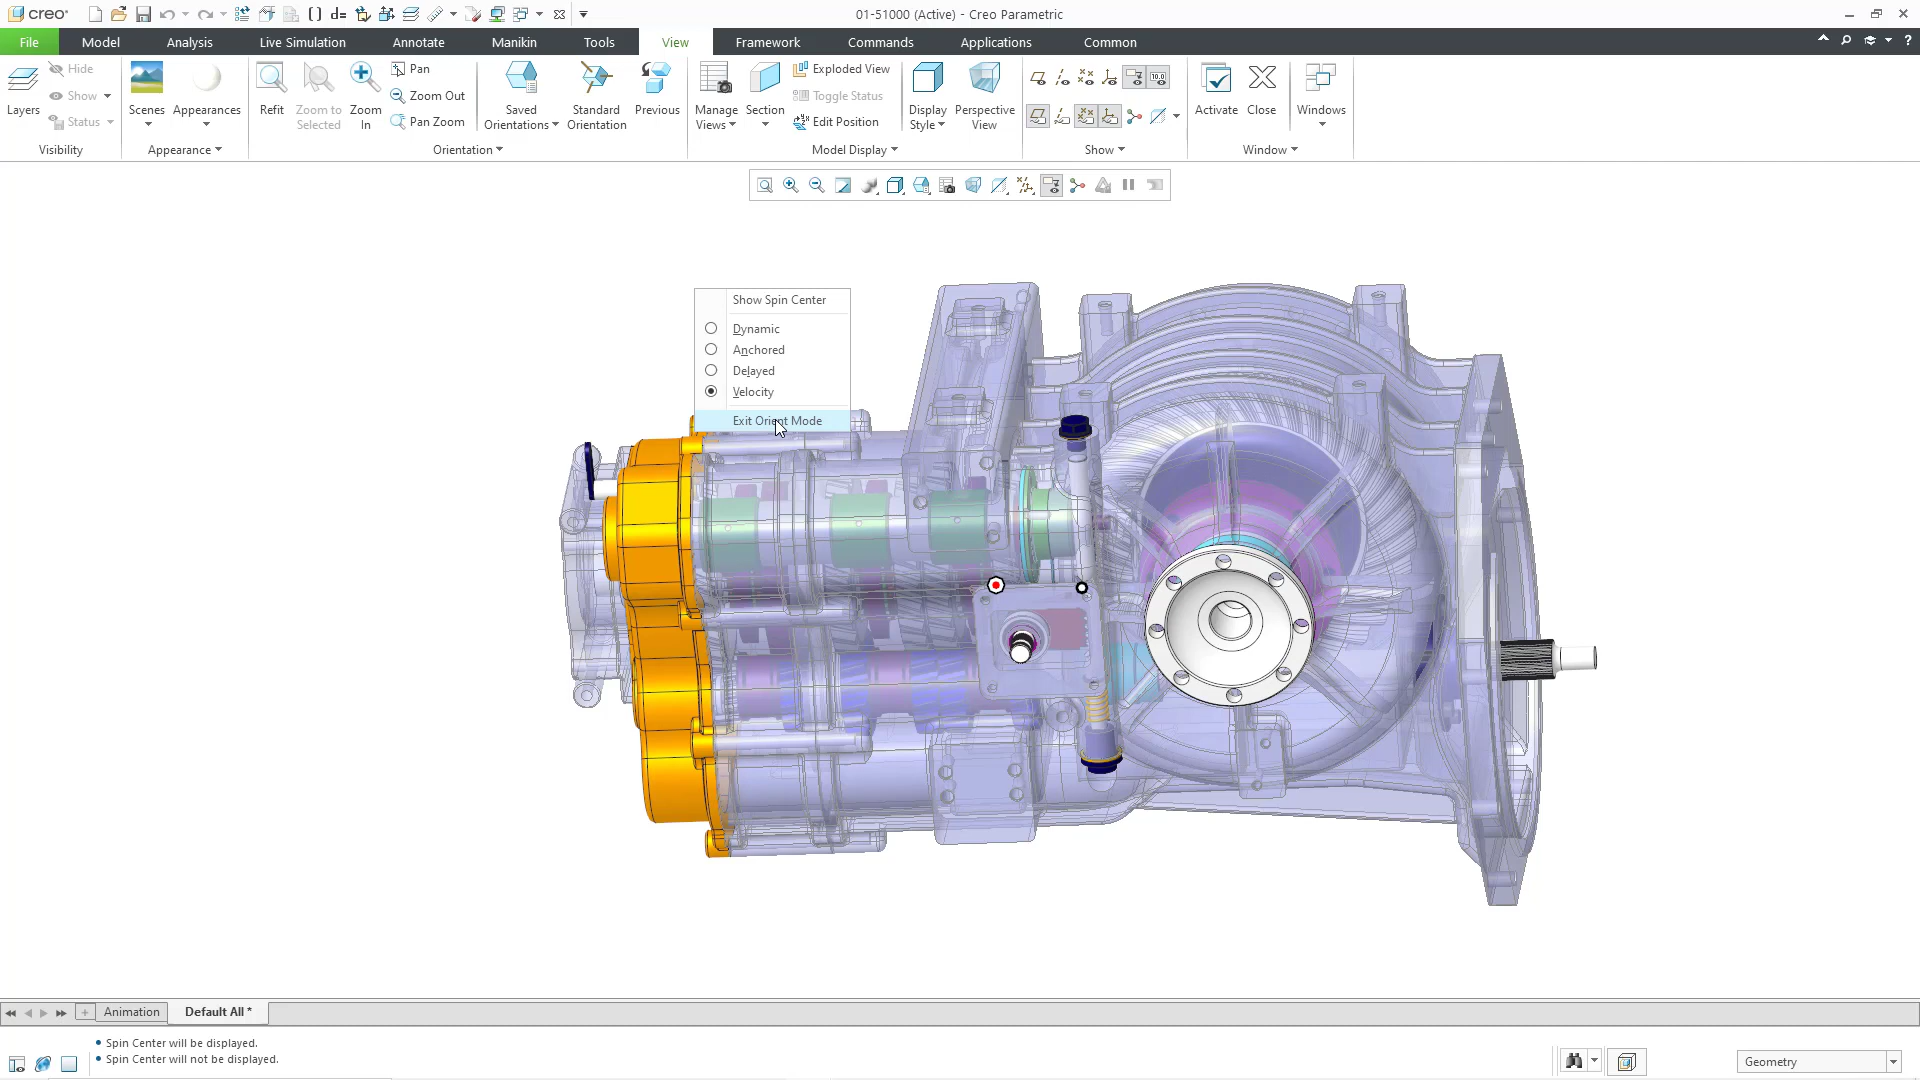 creo
01-51000 (Active) - Creo Parametric
File Model Analysis Live Simulation Annotate Manikin Tools View Framework Commands Applications Common
Layers
Hide
Show
Status
Visibility
Scenes
Appearances
Appearance
Refit
Zoom to Selected
Zoom In
Pan
Zoom Out
Pan Zoom
Saved Orientations
Standard Orientation
Previous
Orientation
Manage Views
Section
Exploded View
Toggle Status
Edit Position
Display Style
Perspective View
Model Display
10.0
Show
Activate
Close
Windows
Window
Show Spin Center
Dynamic
Anchored
Delayed
Velocity
Exit Orient Mode
Animation
Default All *
• Spin Center will be displayed.
• Spin Center will not be displayed.
Geometry